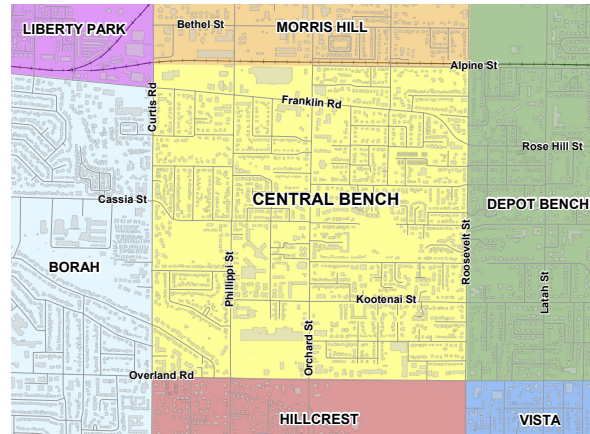 LIBERTY PARK
Bethel St
MORRIS HILL
Alpine St
Curtis Rd
Franklin Rd
Rose Hill St
Cassia St
CENTRAL BENCH
DEPOT BENCH
BORAH
Phillippi St
Roosevelt St
Latah St
Kootenai St
Orchard St
Overland Rd
HILLCREST
VISTA